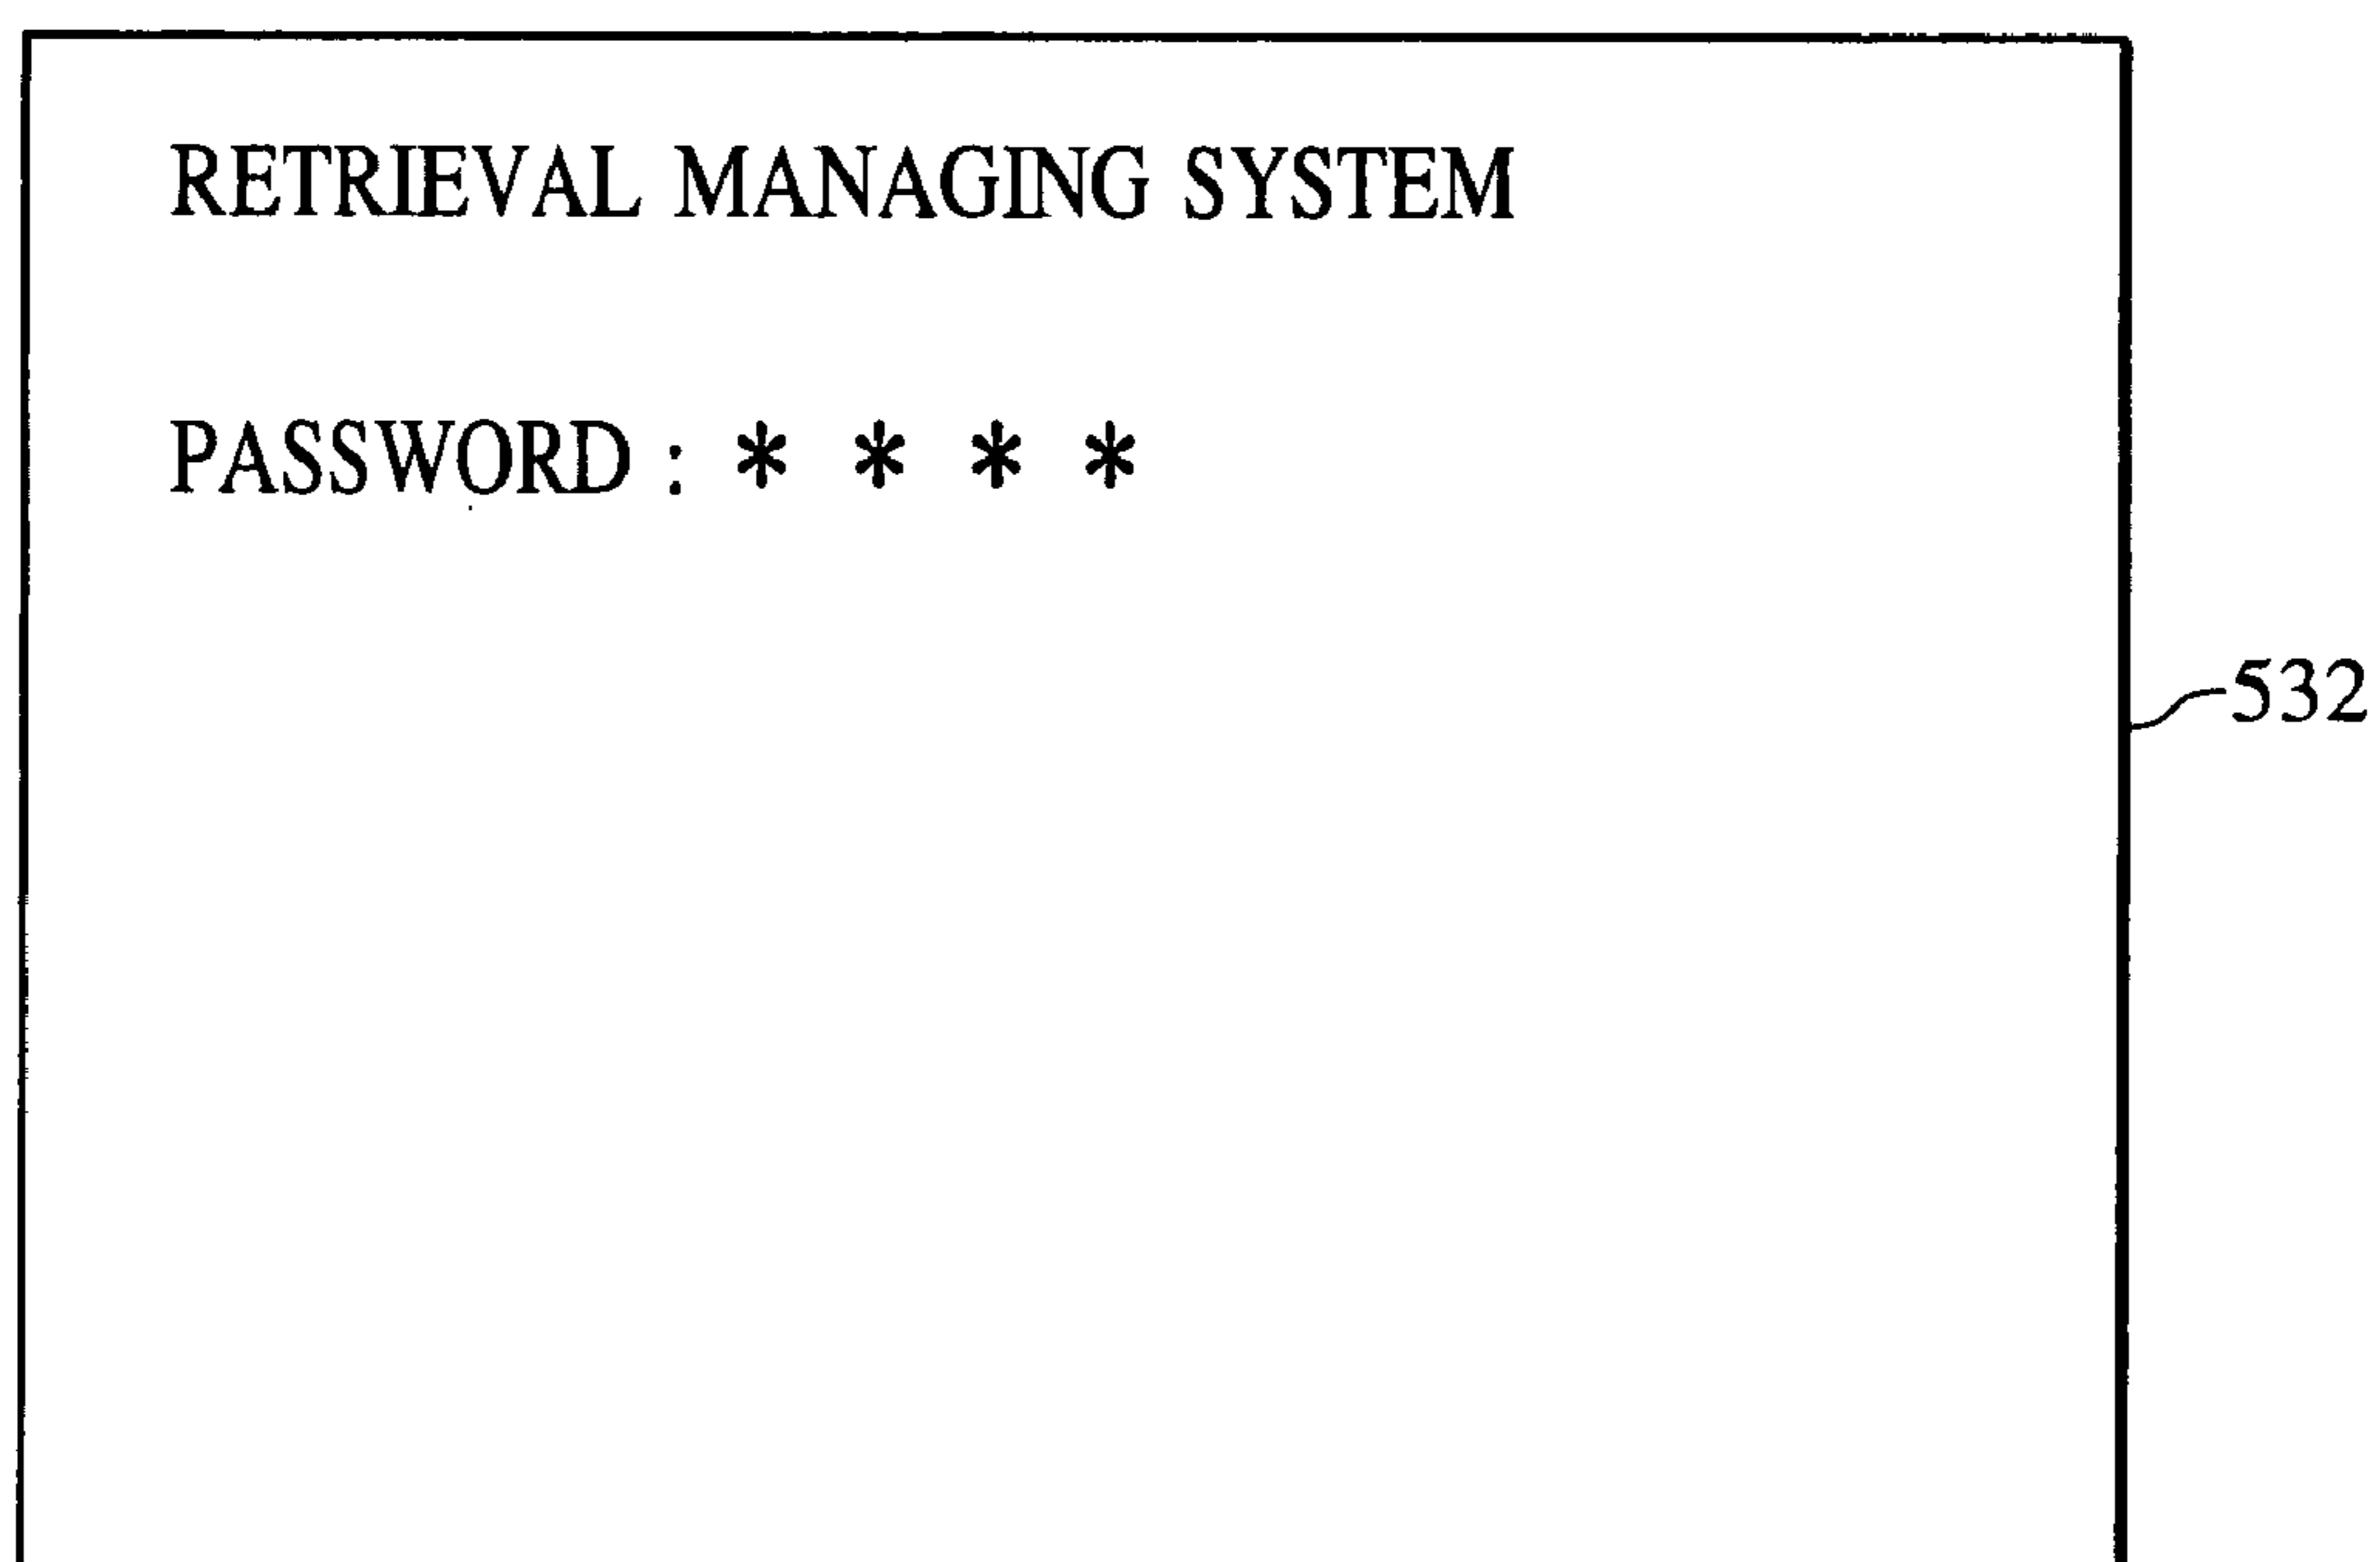 RETRIEVAL MANAGING SYSTEM
PASSWORD : * * * *
532